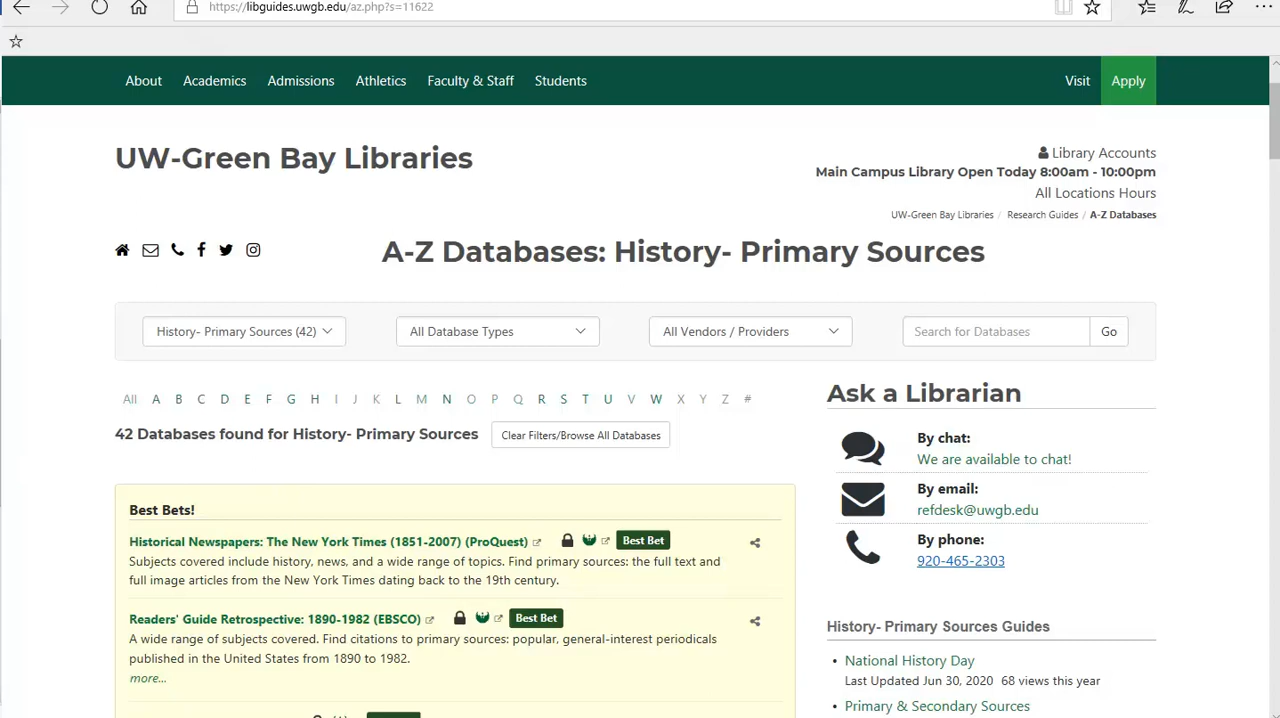 https://libguides.uwgb.edu/az.php?s=11622
About Academics Admissions Athletics Faculty & Staff Students Visit Apply
UW-Green Bay Libraries
Library Accounts
Main Campus Library Open Today 8:00am - 10:00pm
All Locations Hours
UW-Green Bay Libraries / Research Guides / A-Z Databases
A-Z Databases: History- Primary Sources
History- Primary Sources (42) All Database Types All Vendors / Providers Search for Databases Go
All A B C D E F G H I J K L M N O P Q R S T U V W X Y Z #
42 Databases found for History- Primary Sources Clear Filters/Browse All Databases
Best Bets!
Historical Newspapers: The New York Times (1851-2007) (ProQuest) Best Bet
Subjects covered include history, news, and a wide range of topics. Find primary sources: the full text and
full image articles from the New York Times dating back to the 19th century.
Readers' Guide Retrospective: 1890-1982 (EBSCO) Best Bet
A wide range of subjects covered. Find citations to primary sources: popular, general-interest periodicals
published in the United States from 1890 to 1982.
more...
Ask a Librarian
By chat:
We are available to chat!
By email:
refdesk@uwgb.edu
By phone:
920-465-2303
History- Primary Sources Guides
• National History Day
Last Updated Jun 30, 2020 68 views this year
• Primary & Secondary Sources